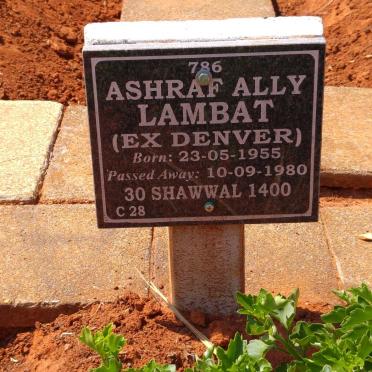 786
ASHRAF ALLY
LAMBAT
(EX DENVER)
Born: 23-05-1955
Passed Away: 10-09-1980
30 SHAWWAL 1400
C 28